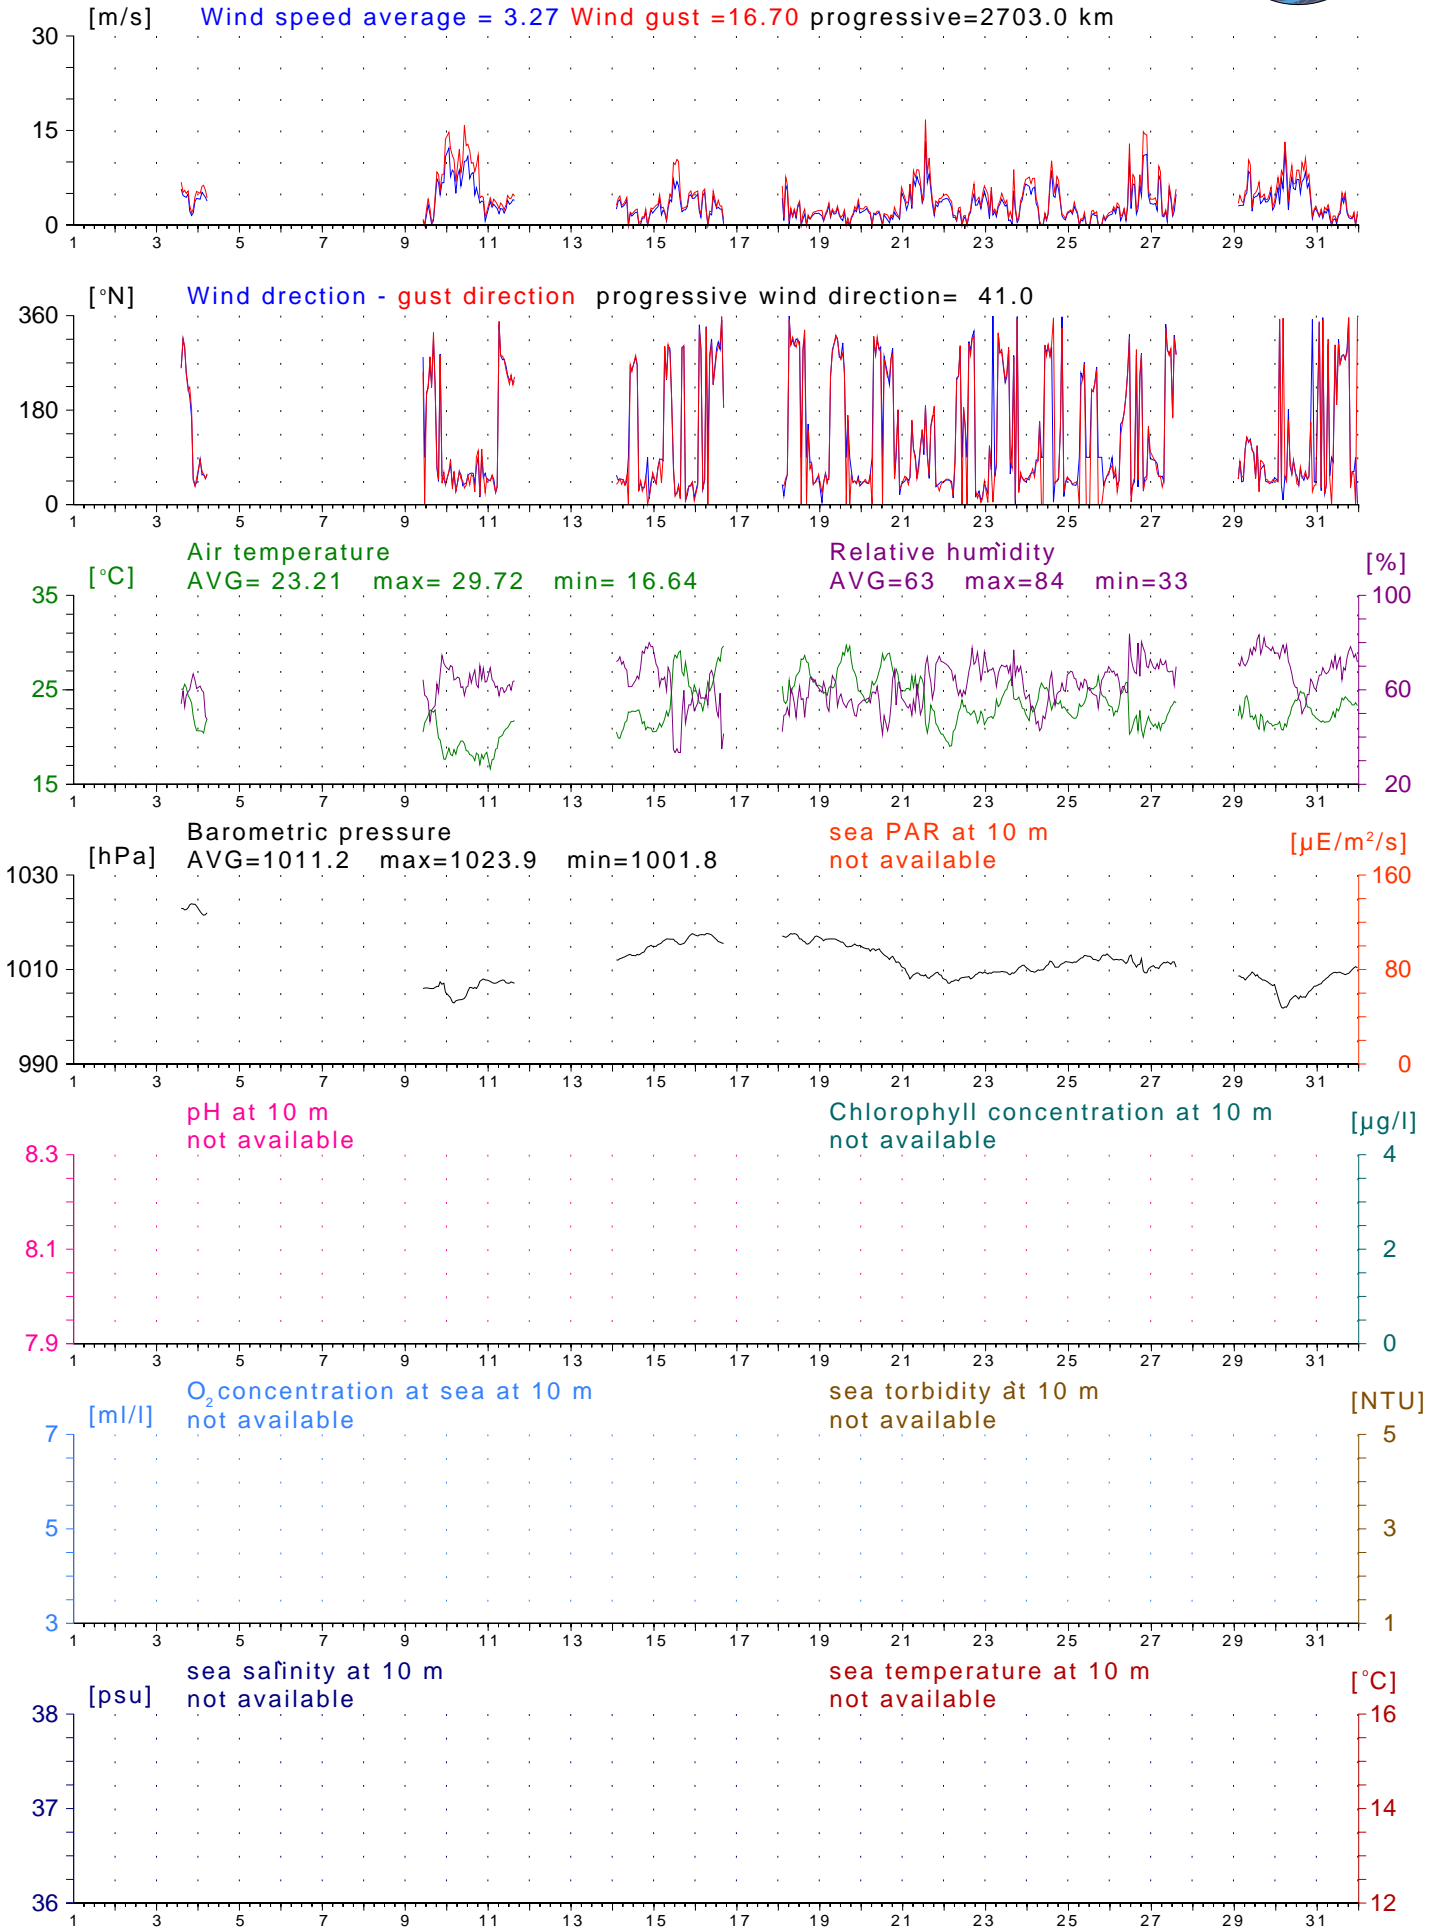 [m/s] Wind speed average = 3.27 Wind gust =16.70 progressive=2703.0 km
30
15
0
1 3 5 7 9 11 13 15 17 19 21 23 25 27 29 31
[°N] Wind drection - gust direction progressive wind direction= 41.0
360
180
0
1 3 5 7 9 11 13 15 17 19 21 23 25 27 29 31
Air temperature Relative humidity
[°C] AVG= 23.21 max= 29.72 min= 16.64 AVG=63 max=84 min=33 [%]
35 100
25 60
15 20
1 3 5 7 9 11 13 15 17 19 21 23 25 27 29 31
Barometric pressure sea PAR at 10 m
[hPa] AVG=1011.2 max=1023.9 min=1001.8 not available [µE/m²/s]
1030 160
1010 80
990 0
1 3 5 7 9 11 13 15 17 19 21 23 25 27 29 31
pH at 10 m Chlorophyll concentration at 10 m
not available not available [µg/l]
8.3 4
8.1 2
7.9 0
1 3 5 7 9 11 13 15 17 19 21 23 25 27 29 31
O₂ concentration at sea at 10 m sea torbidity at 10 m
[ml/l] not available not available [NTU]
7 5
5 3
3 1
1 3 5 7 9 11 13 15 17 19 21 23 25 27 29 31
sea salinity at 10 m sea temperature at 10 m
[psu] not available not available [°C]
38 16
37 14
36 12
1 3 5 7 9 11 13 15 17 19 21 23 25 27 29 31